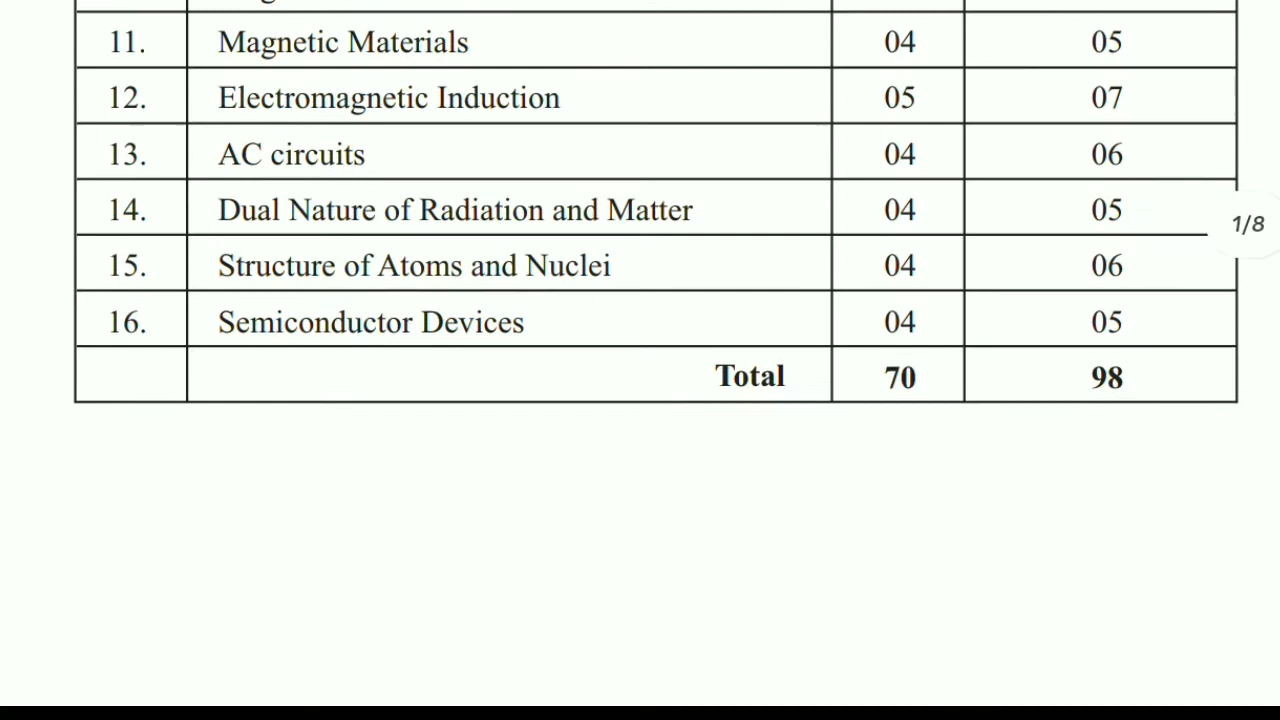 11. Magnetic Materials 04 05
12. Electromagnetic Induction 05 07
13. AC circuits 04 06
14. Dual Nature of Radiation and Matter 04 05
1/8
15. Structure of Atoms and Nuclei 04 06
16. Semiconductor Devices 04 05
Total 70 98